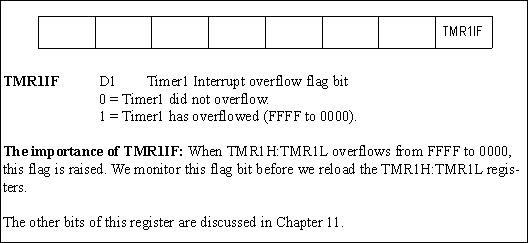 TMR1IF
TMR1IF D1 Timer1 Interrupt overflow flag bit
0 = Timer1 did not overflow.
1 = Timer1 has overflowed (FFFF to 0000).
The importance of TMR1IF: When TMR1H:TMR1L overflows from FFFF to 0000,
this flag is raised. We monitor this flag bit before we reload the TMR1H:TMR1L regis-
ters.
The other bits of this register are discussed in Chapter 11.